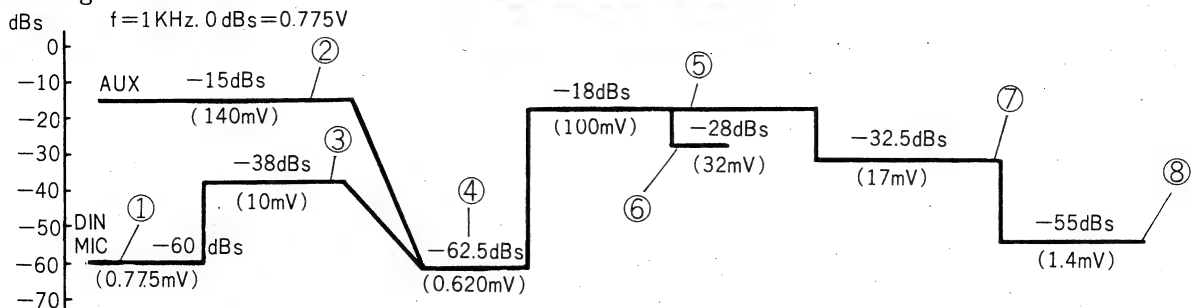 dBs
f=1KHz. 0 dBs=0.775V
0
-10
-20
-30
-40
-50
-60
-70
AUX
-15dBs
(140mV)
②
-38dBs
(10mV)
③
①
DIN
MIC
-60 dBs
(0.775mV)
④
-62.5dBs
(0.620mV)
-18dBs
(100mV)
⑤
-28dBs
(32mV)
⑥
-32.5dBs
(17mV)
⑦
-55dBs
(1.4mV)
⑧